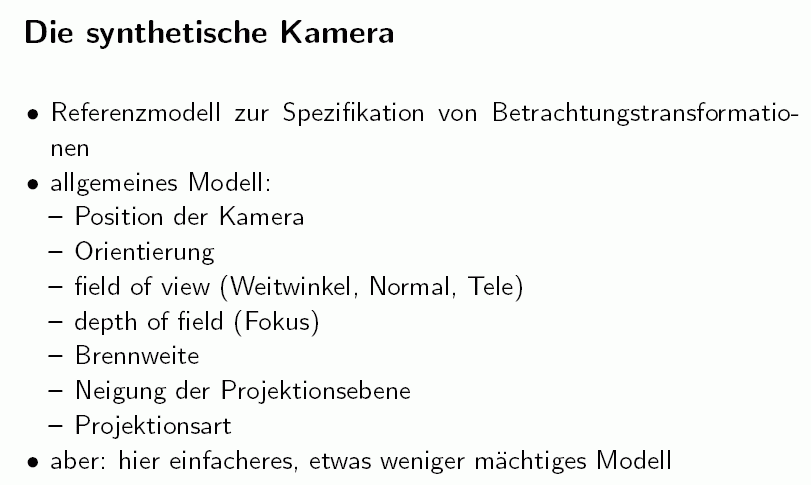 Die synthetische Kamera
• Referenzmodell zur Spezifikation von Betrachtungstransformatio-
nen
• allgemeines Modell:
– Position der Kamera
– Orientierung
– field of view (Weitwinkel, Normal, Tele)
– depth of field (Fokus)
– Brennweite
– Neigung der Projektionsebene
– Projektionsart
• aber: hier einfacheres, etwas weniger mächtiges Modell